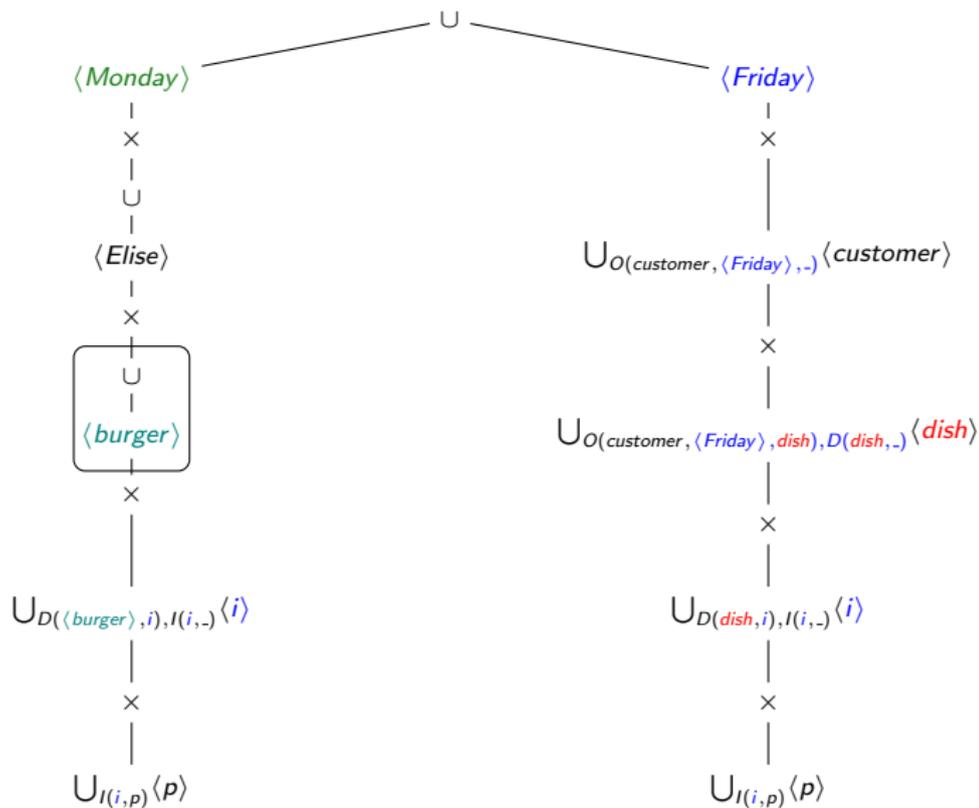 ∪
⟨Monday⟩ ⟨Friday⟩
× ×
∪
⟨Elise⟩ ⋃O(customer,⟨Friday⟩,_)⟨customer⟩
×
×
∪
⟨burger⟩ ⋃O(customer,⟨Friday⟩,dish),D(dish,_)⟨dish⟩
×
×
⋃D(⟨burger⟩,i),I(i,_)⟨i⟩ ⋃D(dish,i),I(i,_)⟨i⟩
× ×
⋃I(i,p)⟨p⟩ ⋃I(i,p)⟨p⟩